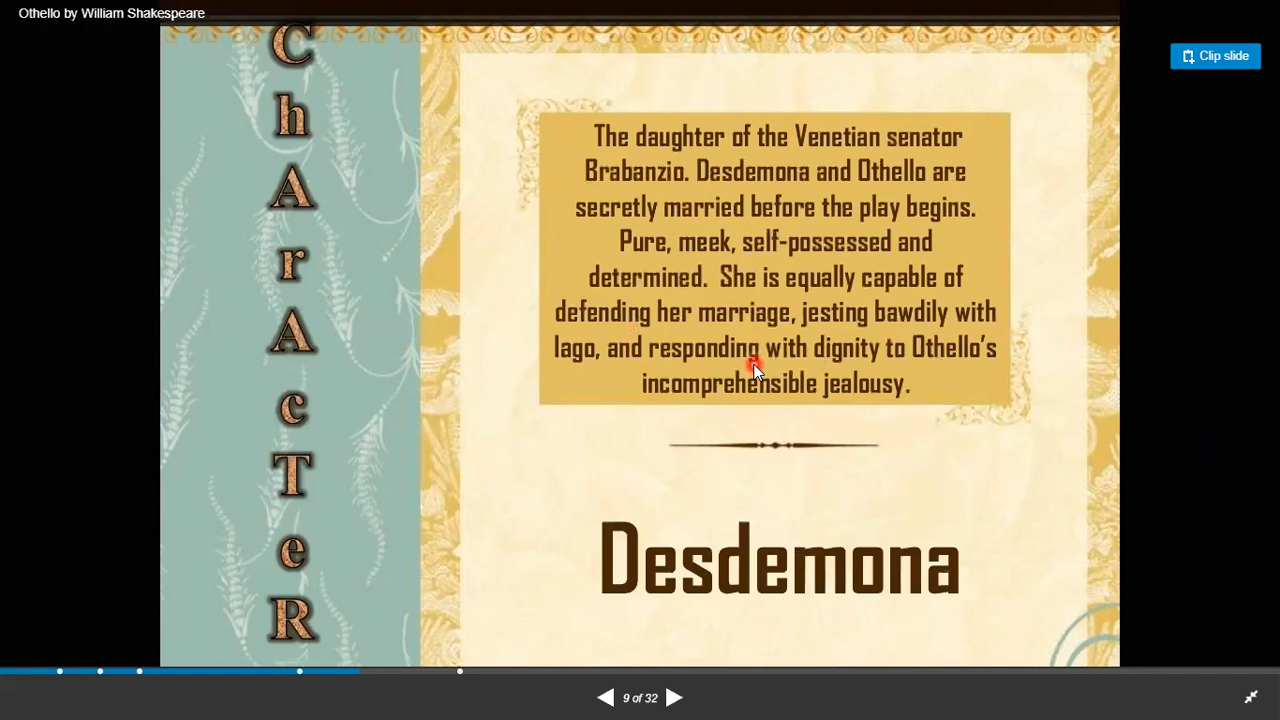 Othello by William Shakespeare
Clip slide
C
h
A
r
A
c
T
e
R
The daughter of the Venetian senator
Brabanzio. Desdemona and Othello are
secretly married before the play begins.
Pure, meek, self-possessed and
determined. She is equally capable of
defending her marriage, jesting bawdily with
Iago, and responding with dignity to Othello's
incomprehensible jealousy.
Desdemona
9 of 32